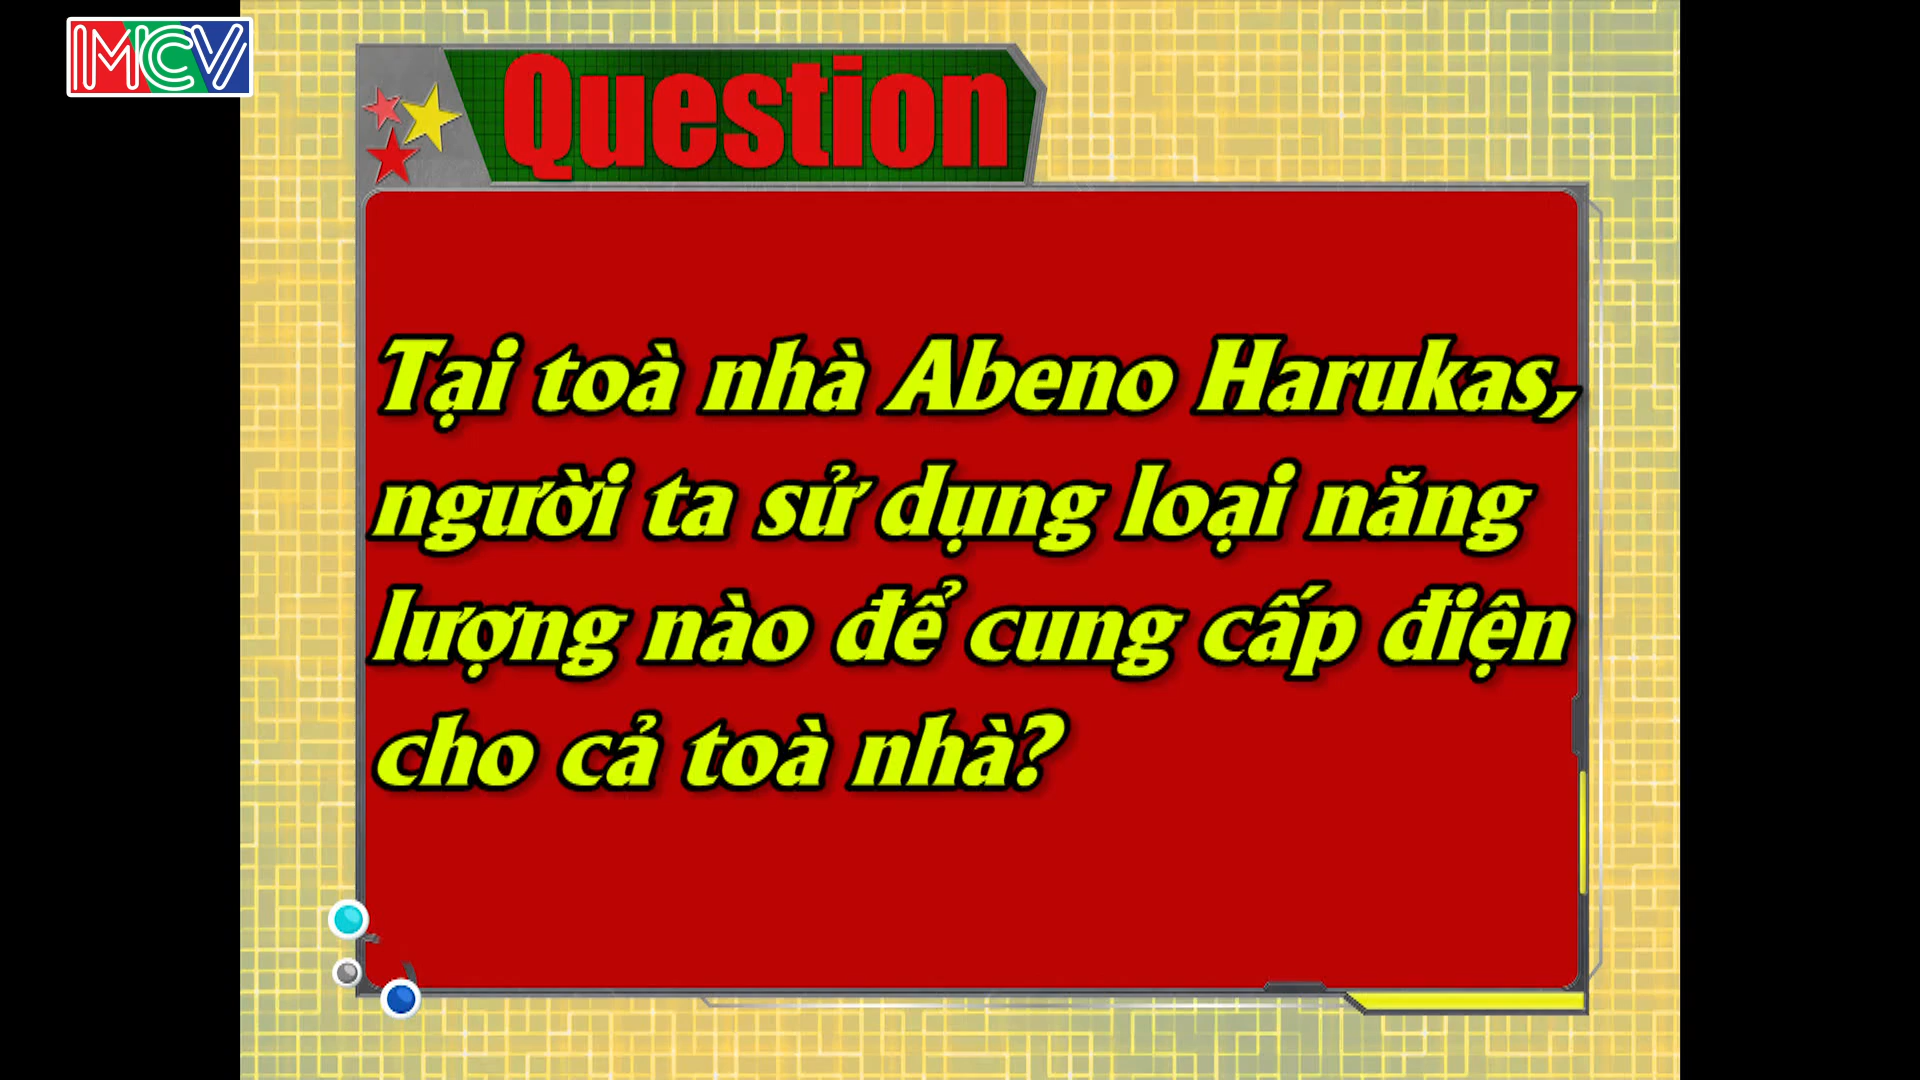 MCV
Question
Tại toà nhà Abeno Harukas,
người ta sử dụng loại năng
lượng nào để cung cấp điện
cho cả toà nhà?